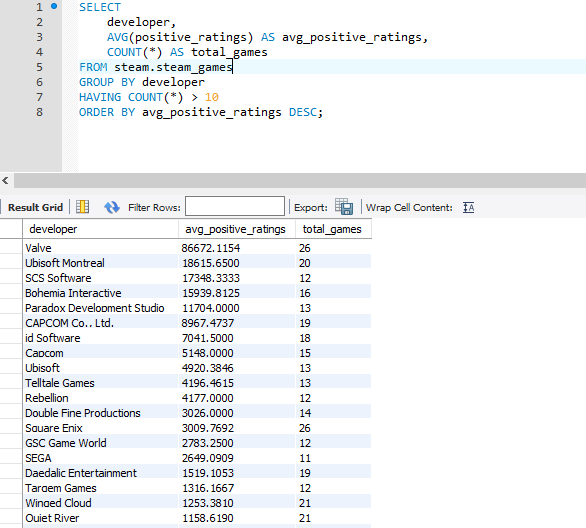 1 SELECT
2 developer,
3 AVG(positive_ratings) AS avg_positive_ratings,
4 COUNT(*) AS total_games
5 FROM steam.steam_games
6 GROUP BY developer
7 HAVING COUNT(*) > 10
8 ORDER BY avg_positive_ratings DESC;
Result Grid Filter Rows: Export: Wrap Cell Content: IA
developer avg_positive_ratings total_games
Valve 86672.1154 26
Ubisoft Montreal 18615.6500 20
SCS Software 17348.3333 12
Bohemia Interactive 15939.8125 16
Paradox Development Studio 11704.0000 13
CAPCOM Co., Ltd. 8967.4737 19
id Software 7041.5000 18
Capcom 5148.0000 15
Ubisoft 4920.3846 13
Telltale Games 4196.4615 13
Rebellion 4177.0000 12
Double Fine Productions 3026.0000 14
Square Enix 3009.7692 26
GSC Game World 2783.2500 12
SEGA 2649.0909 11
Daedalic Entertainment 1519.1053 19
Targem Games 1316.1667 12
Winged Cloud 1253.3810 21
Quiet River 1158.6190 21